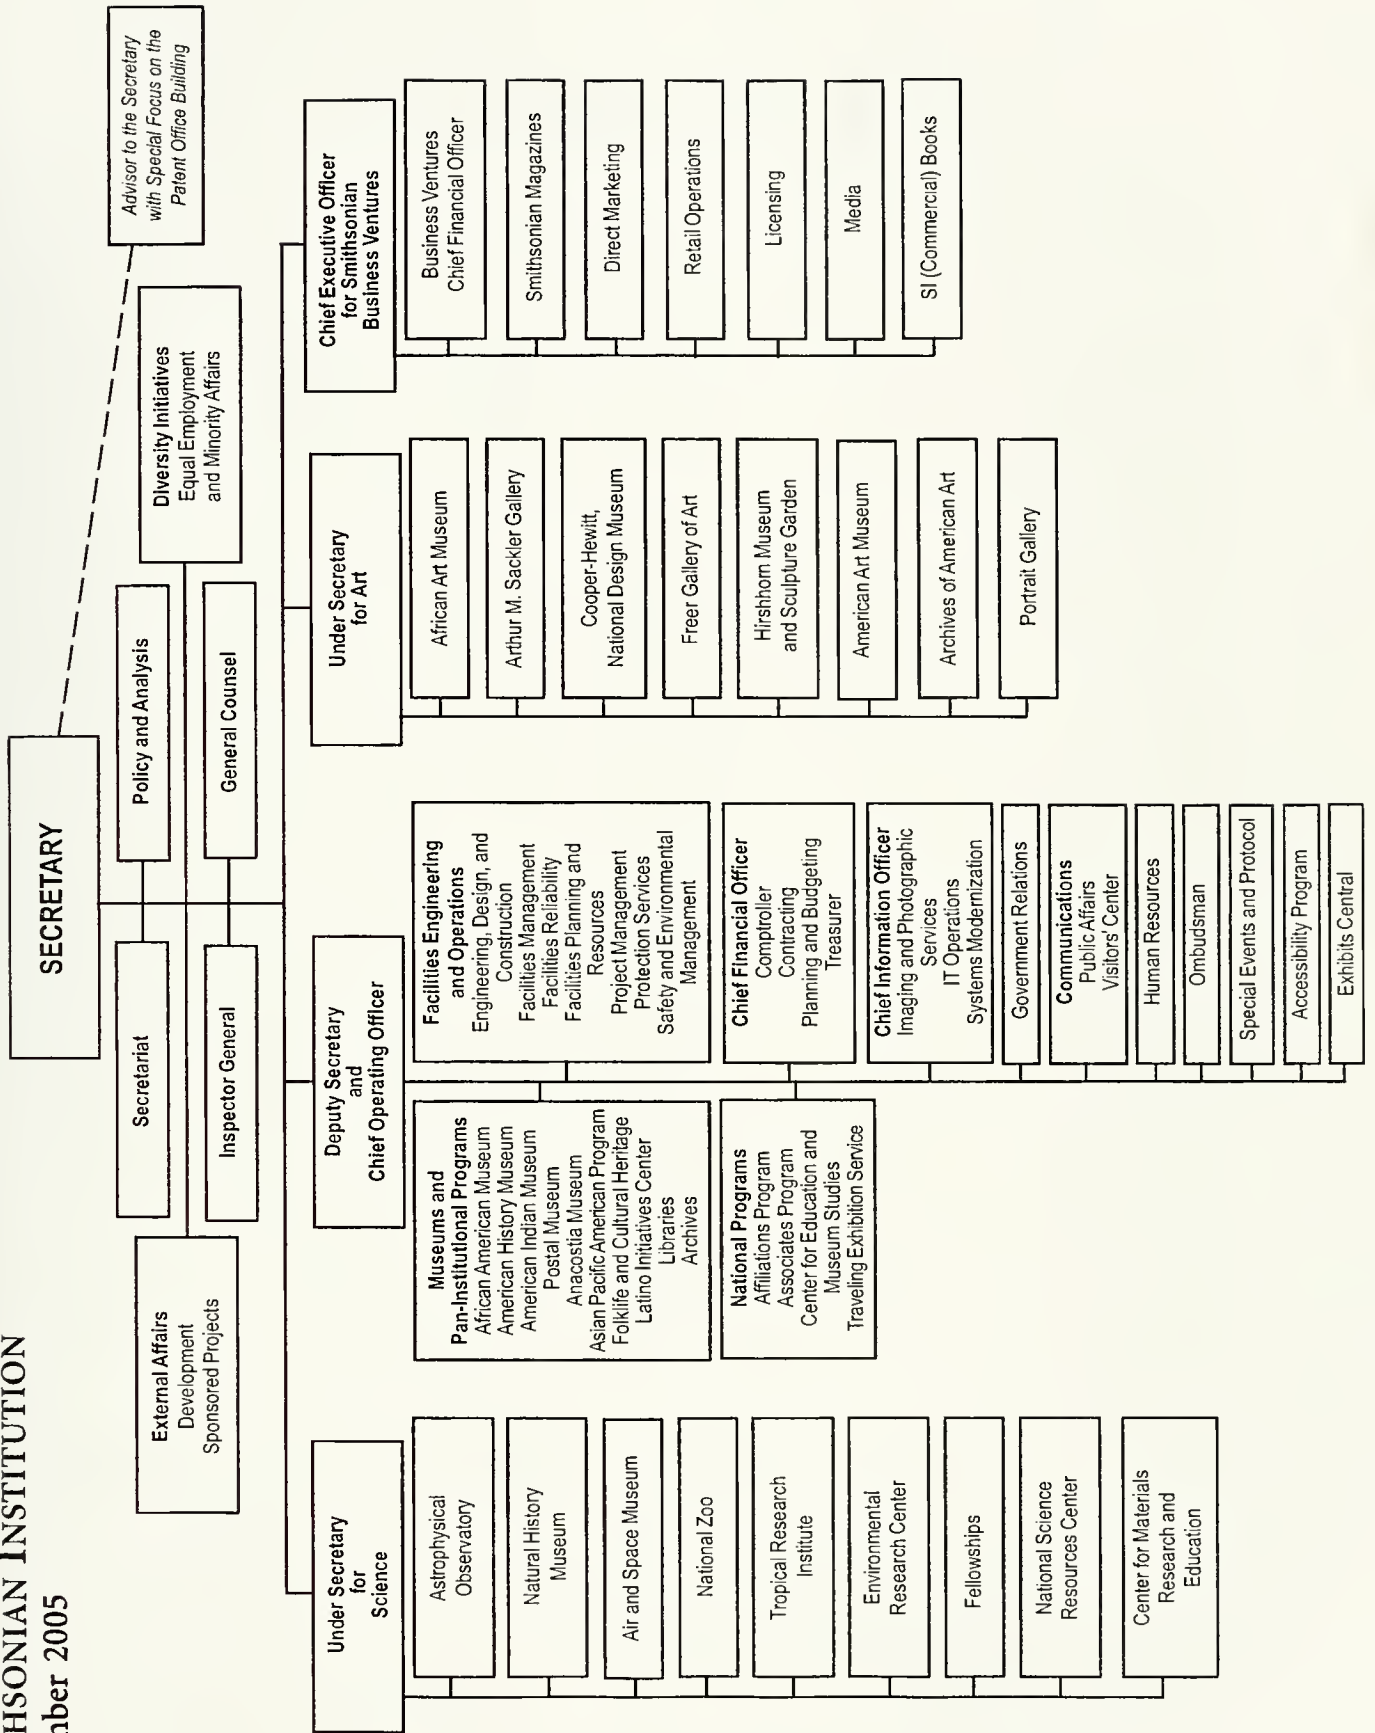 HSONIAN INSTITUTION
mber 2005
SECRETARY
Advisor to the Secretary
with Special Focus on the
Patent Office Building
Secretariat
Policy and Analysis
External Affairs
Development
Sponsored Projects
Diversity Initiatives
Equal Employment
and Minority Affairs
Inspector General
General Counsel
Under Secretary
for
Science
Astrophysical
Observatory
Natural History
Museum
Air and Space Museum
National Zoo
Tropical Research
Institute
Environmental
Research Center
Fellowships
National Science
Resources Center
Center for Materials
Research and
Education
Deputy Secretary
and
Chief Operating Officer
Museums and
Pan-Institutional Programs
African American Museum
American History Museum
American Indian Museum
Postal Museum
Anacostia Museum
Asian Pacific American Program
Folklife and Cultural Heritage
Latino Initiatives Center
Libraries
Archives
National Programs
Affiliations Program
Associates Program
Center for Education and
Museum Studies
Traveling Exhibition Service
Facilities Engineering
and Operations
Engineering, Design, and
Construction
Facilities Management
Facilities Reliability
Facilities Planning and
Resources
Project Management
Protection Services
Safety and Environmental
Management
Chief Financial Officer
Comptroller
Contracting
Planning and Budgeting
Treasurer
Chief Information Officer
Imaging and Photographic
Services
IT Operations
Systems Modernization
Government Relations
Communications
Public Affairs
Visitors' Center
Human Resources
Ombudsman
Special Events and Protocol
Accessibility Program
Exhibits Central
Under Secretary
for Art
African Art Museum
Arthur M. Sackler Gallery
Cooper-Hewitt,
National Design Museum
Freer Gallery of Art
Hirshhorn Museum
and Sculpture Garden
American Art Museum
Archives of American Art
Portrait Gallery
Chief Executive Officer
for Smithsonian
Business Ventures
Business Ventures
Chief Financial Officer
Smithsonian Magazines
Direct Marketing
Retail Operations
Licensing
Media
SI (Commercial) Books